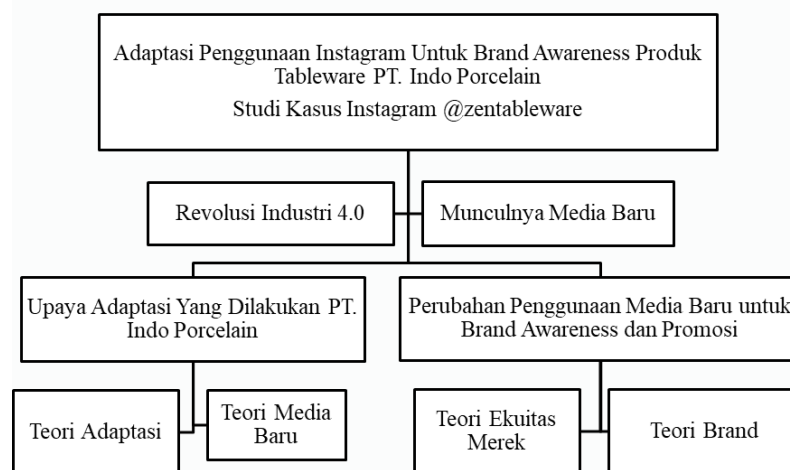 Adaptasi Penggunaan Instagram Untuk Brand Awareness Produk
Tableware PT. Indo Porcelain
Studi Kasus Instagram @zentableware
Revolusi Industri 4.0
Munculnya Media Baru
Upaya Adaptasi Yang Dilakukan PT.
Indo Porcelain
Perubahan Penggunaan Media Baru untuk
Brand Awareness dan Promosi
Teori Adaptasi
Teori Media
Baru
Teori Ekuitas
Merek
Teori Brand